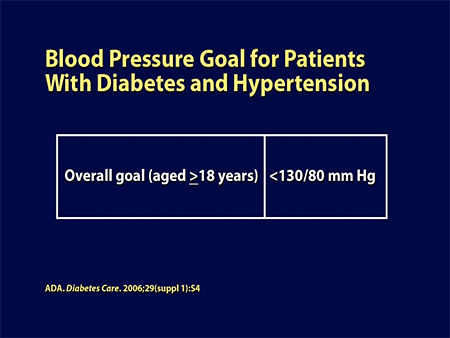 Blood Pressure Goal for Patients
With Diabetes and Hypertension
Overall goal (aged ≥18 years) <130/80 mm Hg
ADA. Diabetes Care. 2006;29(suppl 1):S4